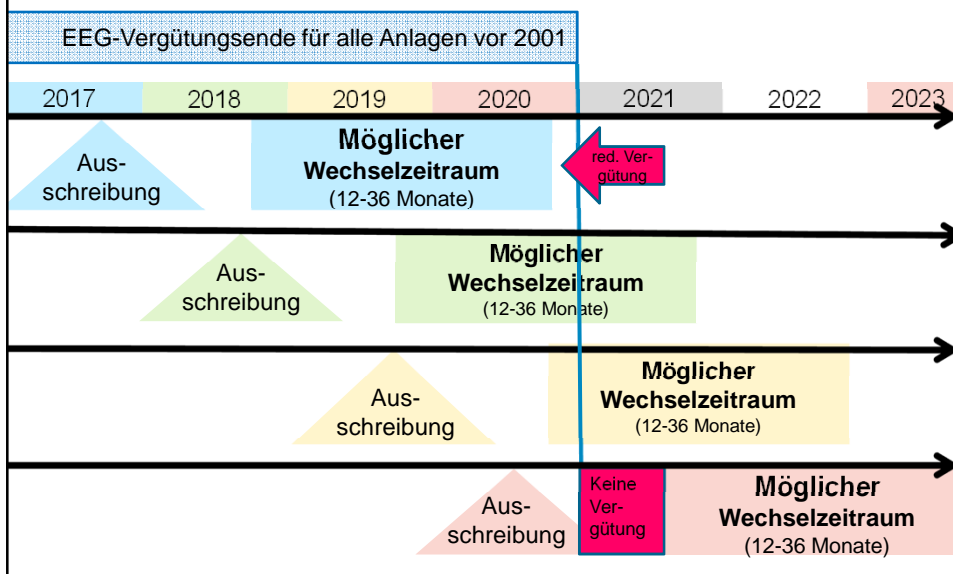 EEG-Vergütungsende für alle Anlagen vor 2001
2017 2018 2019 2020 2021 2022 2023
Aus-
schreibung
Möglicher
Wechselzeitraum
(12-36 Monate)
red. Ver-
gütung
Aus-
schreibung
Möglicher
Wechselzeitraum
(12-36 Monate)
Aus-
schreibung
Möglicher
Wechselzeitraum
(12-36 Monate)
Aus-
schreibung
Keine
Ver-
gütung
Möglicher
Wechselzeitraum
(12-36 Monate)